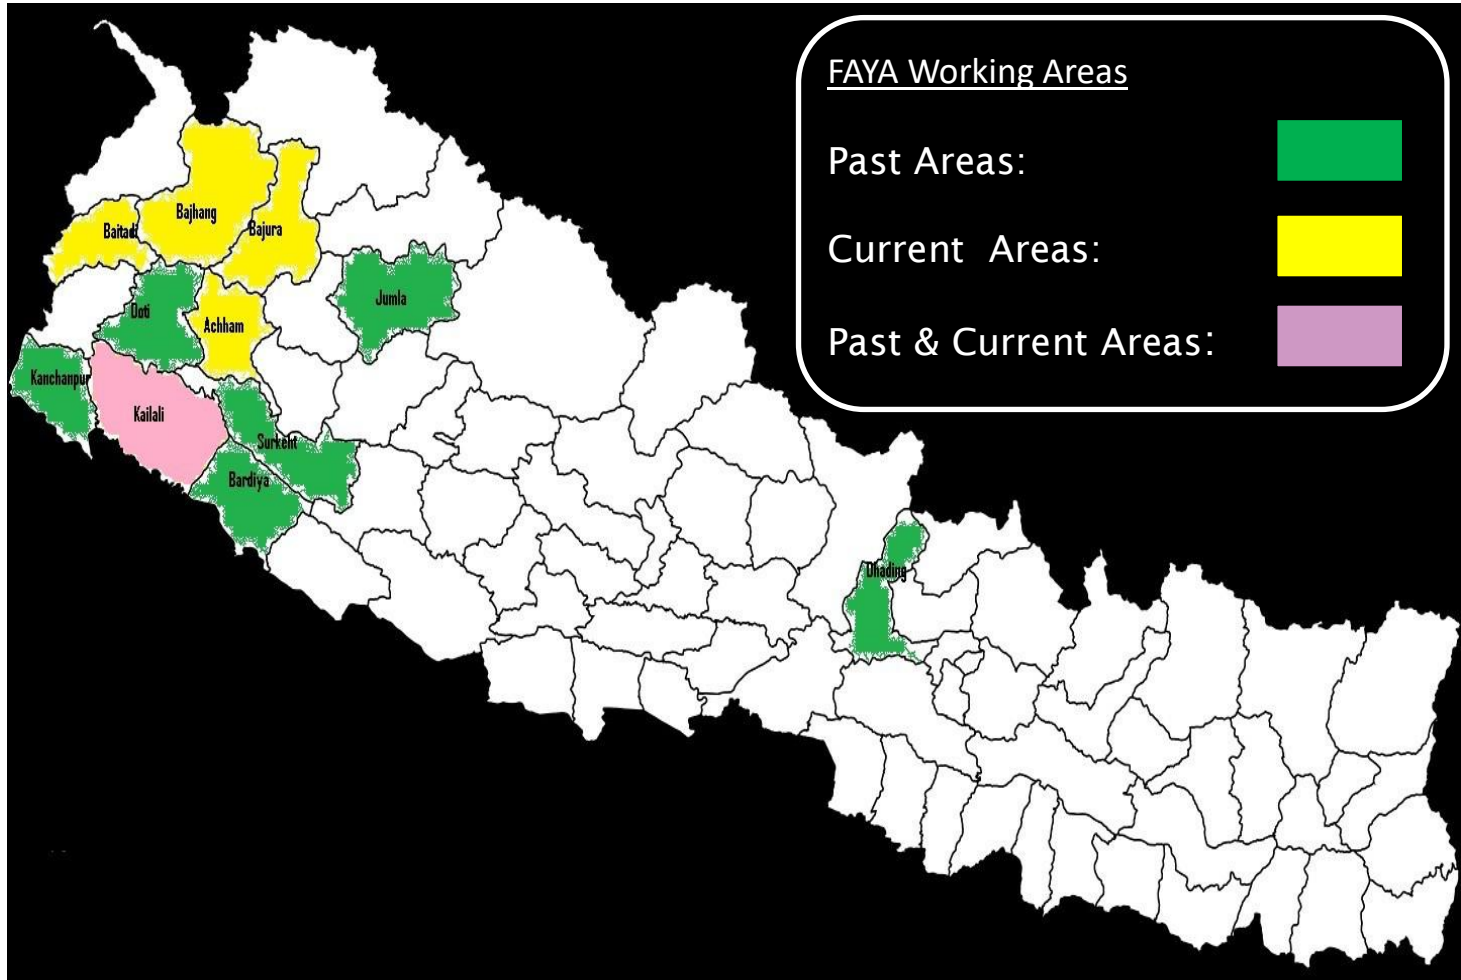 FAYA Working Areas
Past Areas:
Current Areas:
Past & Current Areas:
Bajhang
Baitadi
Bajura
Jumla
Doti
Achham
Kanchanpur
Kailali
Surkeht
Bardiya
Dhading